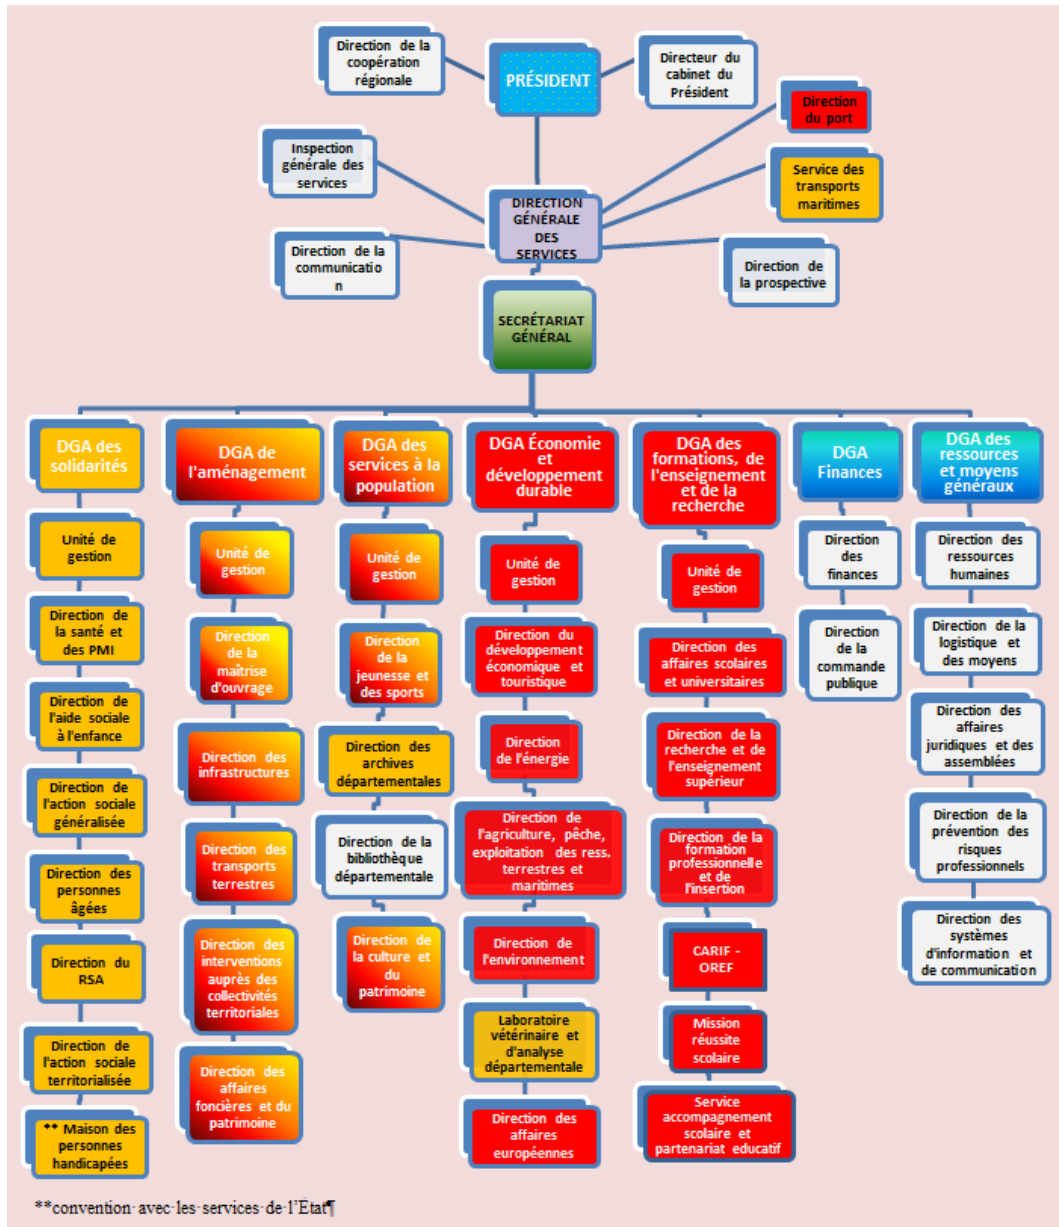 Direction de la
coopération
régionale
PRÉSIDENT
Directeur du
cabinet du
Président
Direction
du port
Inspection
générale des
services
Service des
transports
maritimes
DIRECTION
GÉNÉRALE
DES
SERVICES
Direction de la
communicatio
n
Direction de
la prospective
SECRÉTARIAT
GÉNÉRAL
DGA des
solidarités
Unité de
gestion
Direction de
la santé et
des PMI
Direction de
l'aide sociale
à l'enfance
Direction de
l'action sociale
généralisée
Direction des
personnes
âgées
Direction du
RSA
Direction de
l'action sociale
territorialisée
** Maison des
personnes
handicapées
DGA de
l'aménagement
Unité de
gestion
Direction
de la
maîtrise
d'ouvrage
Direction des
infrastructures
Direction des
transports
terrestres
Direction des
interventions
auprès des
collectivités
territoriales
Direction des
affaires
foncières et du
patrimoine
DGA des
services à la
population
Unité de
gestion
Direction
de la
jeunesse et
des sports
Direction des
archives
départementales
Direction de la
bibliothèque
départementale
Direction de
la culture et
du
patrimoine
DGA Économie
et
développement
durable
Unité de
gestion
Direction du
développement
économique et
touristique
Direction
de l'énergie
Direction de
l'agriculture, pêche,
exploitation des ress.
terrestres et
maritimes
Direction de
l'environnement
Laboratoire
vétérinaire et
d'analyse
départementale
Direction des
affaires
européennes
DGA des
formations, de
l'enseignement
et de la
recherche
Unité de
gestion
Direction des
affaires scolaires
et universitaires
Direction de la
recherche et de
l'enseignement
supérieur
Direction de la
formation
professionnelle
et de
l'insertion
CARIF -
OREF
Mission
réussite
scolaire
Service
accompagnement
scolaire et
partenariat educatif
DGA
Finances
Direction
des
finances
Direction
de la
commande
publique
DGA des
ressources
et moyens
généraux
Direction des
ressources
humaines
Direction de la
logistique et
des moyens
Direction des
affaires
juridiques et des
assemblées
Direction de la
prévention des
risques
professionnels
Direction des
systèmes
d'information et
de communication
**convention·avec·les·services·de·l'État¶